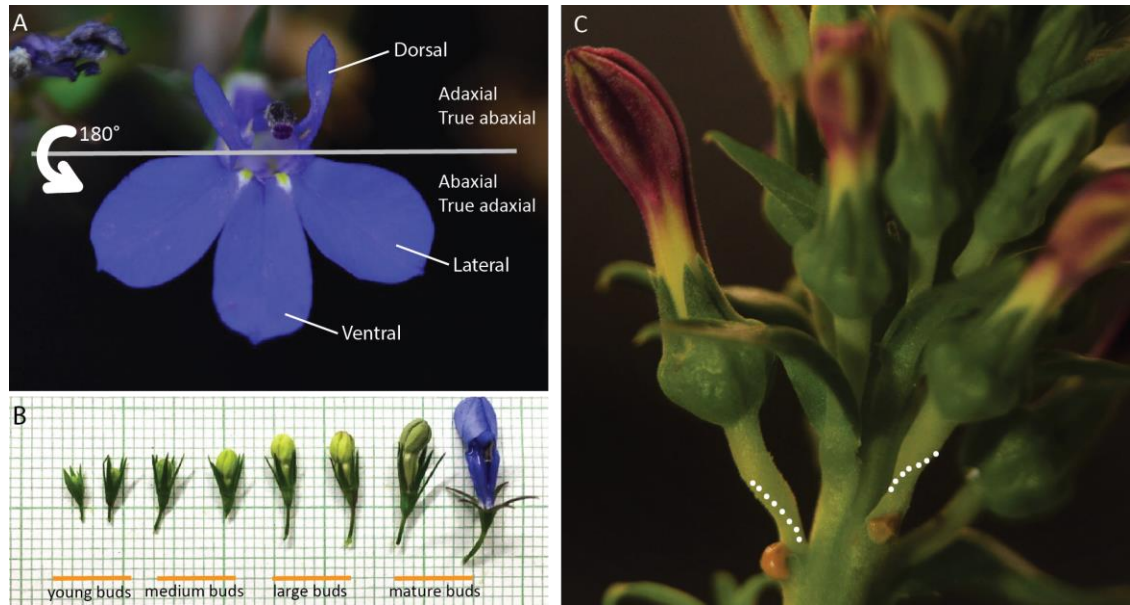 A
Dorsal
Adaxial
True abaxial
180°
Abaxial
True adaxial
Lateral
Ventral
B
young buds
medium buds
large buds
mature buds
C